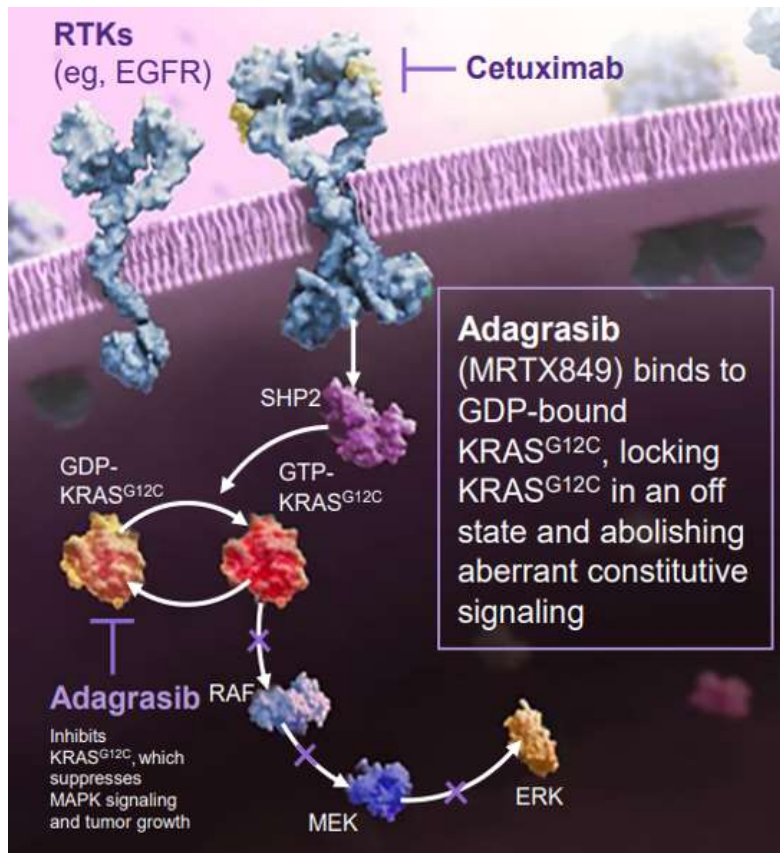 RTKs
(eg, EGFR)
Cetuximab
SHP2
GDP-
KRASG12C
GTP-
KRASG12C
Adagrasib
(MRTX849) binds to
GDP-bound
KRASG12C, locking
KRASG12C in an off
state and abolishing
aberrant constitutive
signaling
Adagrasib
Inhibits
KRASG12C, which
suppresses
MAPK signaling
and tumor growth
RAF
MEK
ERK